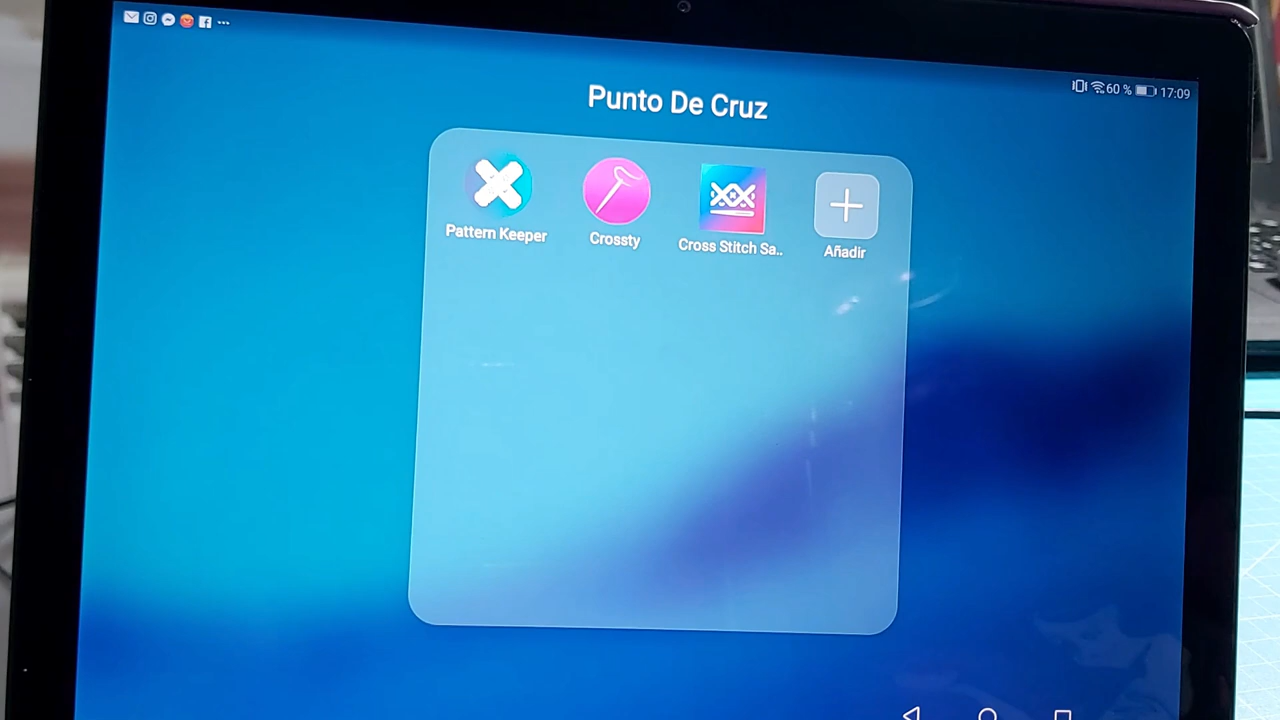 60 % 17:09
Punto De Cruz
Pattern Keeper
Crossty
Cross Stitch Sa..
Añadir